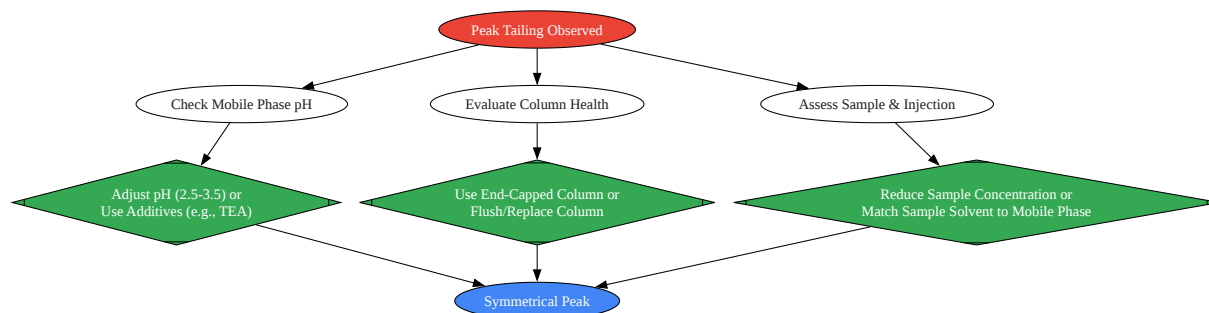 Peak Tailing Observed
Check Mobile Phase pH
Evaluate Column Health
Assess Sample & Injection
Adjust pH (2.5-3.5) or
Use Additives (e.g., TEA)
Use End-Capped Column or
Flush/Replace Column
Reduce Sample Concentration or
Match Sample Solvent to Mobile Phase
Symmetrical Peak